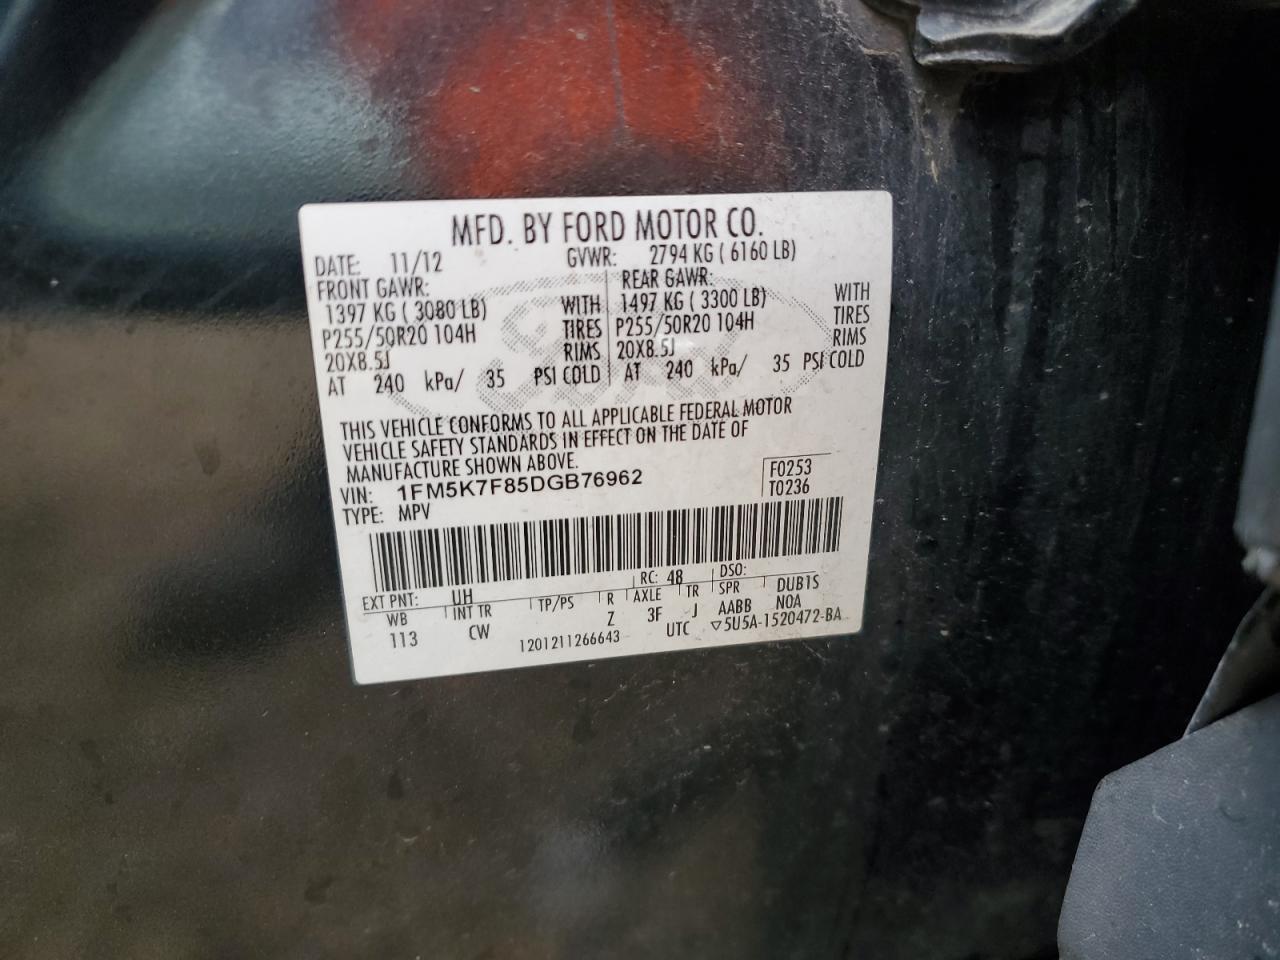 MFD. BY FORD MOTOR CO.
DATE: 11/12 GVWR: 2794 KG ( 6160 LB)
FRONT GAWR: REAR GAWR:
1397 KG ( 3080 LB) WITH 1497 KG ( 3300 LB) WITH
P255/50R20 104H TIRES P255/50R20 104H TIRES
20X8.5J RIMS 20X8.5J RIMS
AT 240 kPa/ 35 PSI COLD AT 240 kPa/ 35 PSI COLD
THIS VEHICLE CONFORMS TO ALL APPLICABLE FEDERAL MOTOR
VEHICLE SAFETY STANDARDS IN EFFECT ON THE DATE OF
MANUFACTURE SHOWN ABOVE.
VIN: 1FM5K7F85DGB76962 F0253
TYPE: MPV T0236
EXT PNT: UH RC: 48 DSO:
WB INT TR TP/PS R AXLE TR SPR DUB1S
113 CW Z 3F J AABB N0A
1201211266643 UTC ▽5U5A-1520472-BA